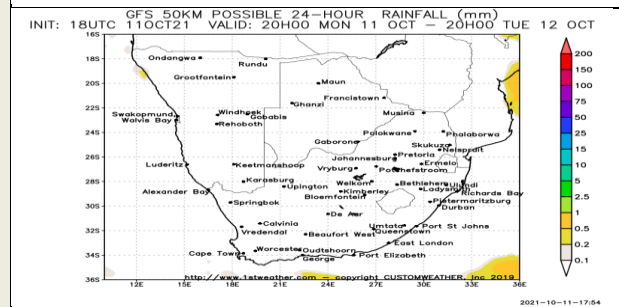 GFS 50KM POSSIBLE 24-HOUR RAINFALL (mm)
INIT: 18UTC 11OCT21 VALID: 20H00 MON 11 OCT - 20H00 TUE 12 OCT
16S
18S
20S
22S
24S
26S
28S
30S
32S
34S
36S
12E
15E
18E
21E
24E
27E
30E
33E
36E
Ondangwa
Rundu
Grootfontein
Maun
Francistown
Ghanzi
Musina
Swakopmund
Walvis Bay
Windhoek
Gobabis
Rehoboth
Polokwane
Phalaborwa
Gaborone
Skukuza
Nelspruit
Johannesburg
Pretoria
Ermelo
Luderitz
Keetmanshoop
Vryburg
Potchefstroom
Karasburg
Upington
Welkom
Bethlehem
Ulundi
Ladysmith
Alexander Bay
Kimberley
Richards Bay
Springbok
Bloemfontein
Pietermaritzburg
Durban
De Aar
Calvinia
Umtata
Port St Johns
Vredendal
Beaufort West
Queenstown
East London
Worcester
Oudtshoorn
Cape Town
George
Port Elizabeth
http://www.1stweather.com - copyright CUSTOMWEATHER, Inc 2019
200
150
100
75
50
25
15
10
5
2.5
1
0.5
0.2
0.1
2021-10-11-17:54